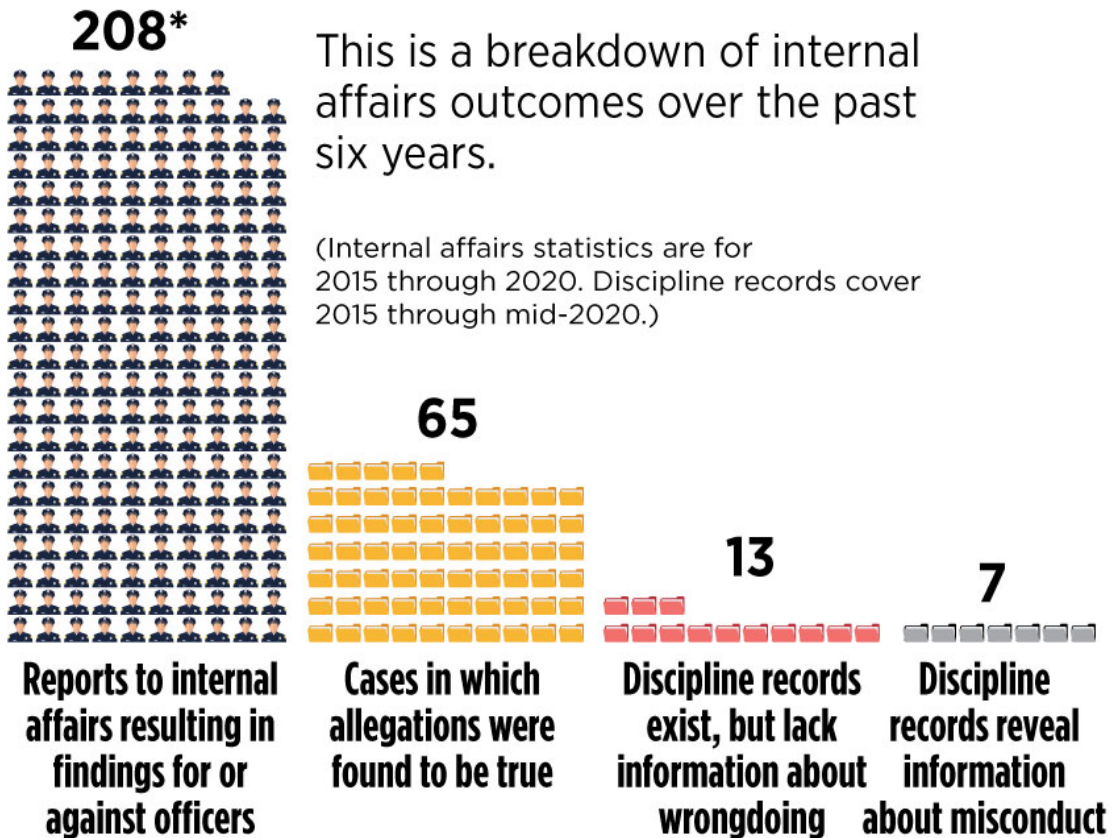 208*
This is a breakdown of internal
affairs outcomes over the past
six years.
(Internal affairs statistics are for
2015 through 2020. Discipline records cover
2015 through mid-2020.)
65
13
7
Reports to internal
affairs resulting in
findings for or
against officers
Cases in which
allegations were
found to be true
Discipline records
exist, but lack
information about
wrongdoing
Discipline
records reveal
information
about misconduct